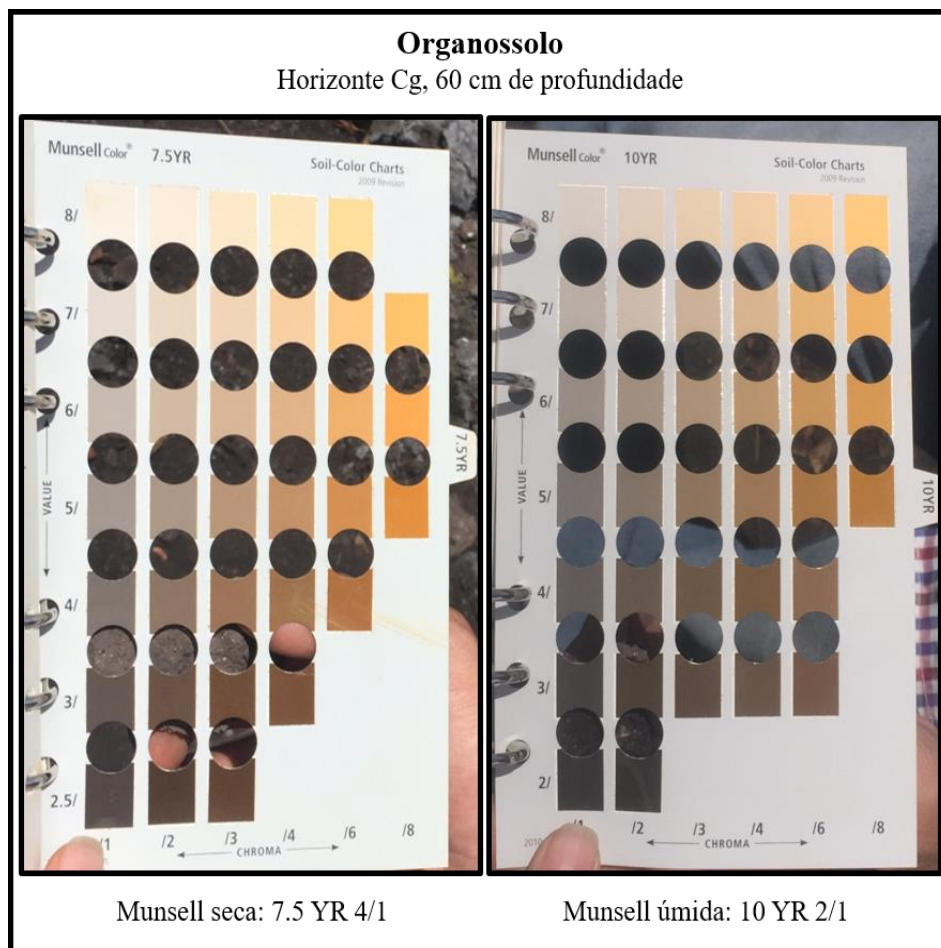 Organossolo
Horizonte Cg, 60 cm de profundidade
Munsell Color® 7.5YR
Soil-Color Charts
2009 Revision
8/
7/
6/
5/
4/
3/
2.5/
VALUE
/1 /2 /3 /4 /6 /8
CHROMA
7.5YR
Munsell Color® 10YR
Soil-Color Charts
2009 Revision
8/
7/
6/
5/
4/
3/
2/
VALUE
/1 /2 /3 /4 /6 /8
CHROMA
10YR
Munsell seca: 7.5 YR 4/1
Munsell úmida: 10 YR 2/1